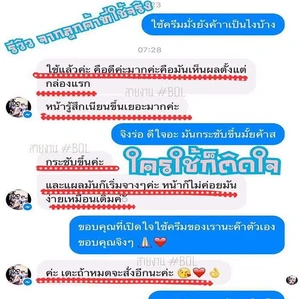 รีวิว จากลูกค้าที่ใช้จริง
ใช้ครีมมั่งยังค้าาเป็นไงบ้าง
07:28
ใช้แล้วค่ะ คือดีค่ะมากค่ะคือมันเห็นผลตั้งแต่
กล่องแรก
หน้ารู้สึกเนียนขึ้นเยอะมากค่ะ
สายงาน #BOL
จิงร่อ ดีใจอะ มันกระชับขึ้นมั้ยค้าส
กระชับขึ้นค่ะ
ใครใช้ก็ติดใจ
และแผลมันก็เริ่มจางๆค่ะ หน้าก็ไม่ค่อยมัน
ง่ายเหมือนเดิมค่ะ
ขอบคุณที่เปิดใจใช้ครีมของเรานะค้าตัวเอง
ขอบคุณจิงๆ 🙏🏻 ❤️
สายงาน #BOL
ค่ะ เตะถ้าหมดจะสั่งอีกนะค่ะ 😘❤️👌